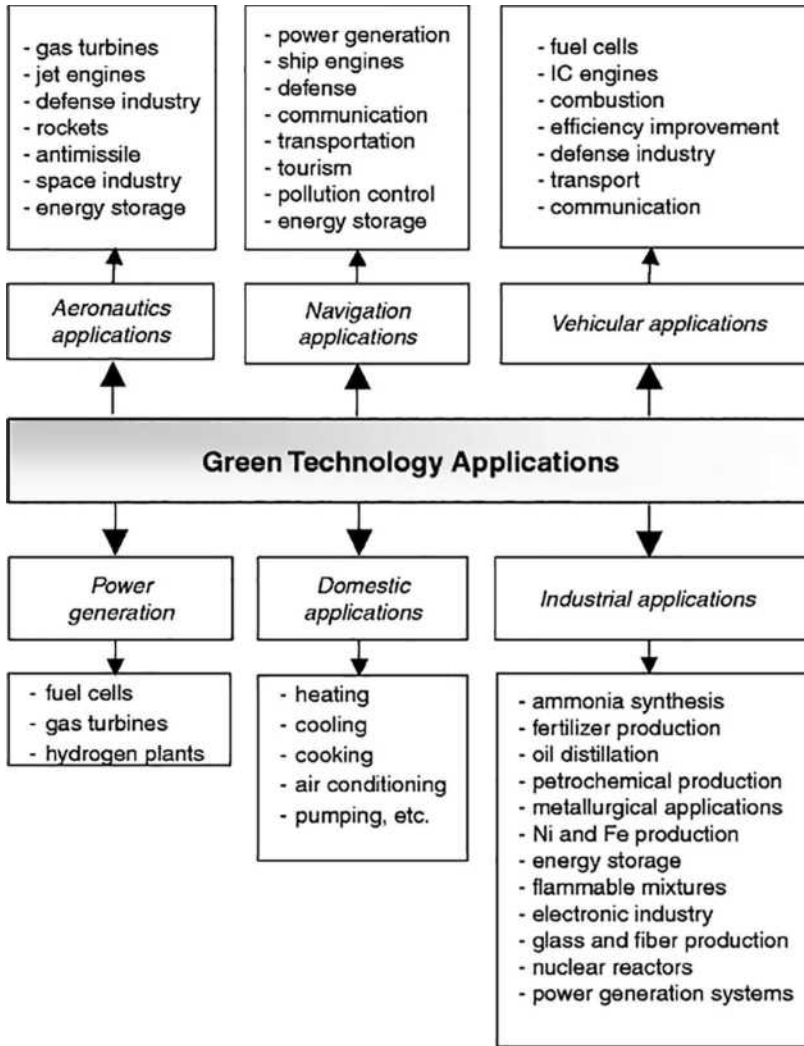 - gas turbines
- jet engines
- defense industry
- rockets
- antimissile
- space industry
- energy storage
- power generation
- ship engines
- defense
- communication
- transportation
- tourism
- pollution control
- energy storage
- fuel cells
- IC engines
- combustion
- efficiency improvement
- defense industry
- transport
- communication
Aeronautics
applications
Navigation
applications
Vehicular applications
Green Technology Applications
Power
generation
Domestic
applications
Industrial applications
- fuel cells
- gas turbines
- hydrogen plants
- heating
- cooling
- cooking
- air conditioning
- pumping, etc.
- ammonia synthesis
- fertilizer production
- oil distillation
- petrochemical production
- metallurgical applications
- Ni and Fe production
- energy storage
- flammable mixtures
- electronic industry
- glass and fiber production
- nuclear reactors
- power generation systems